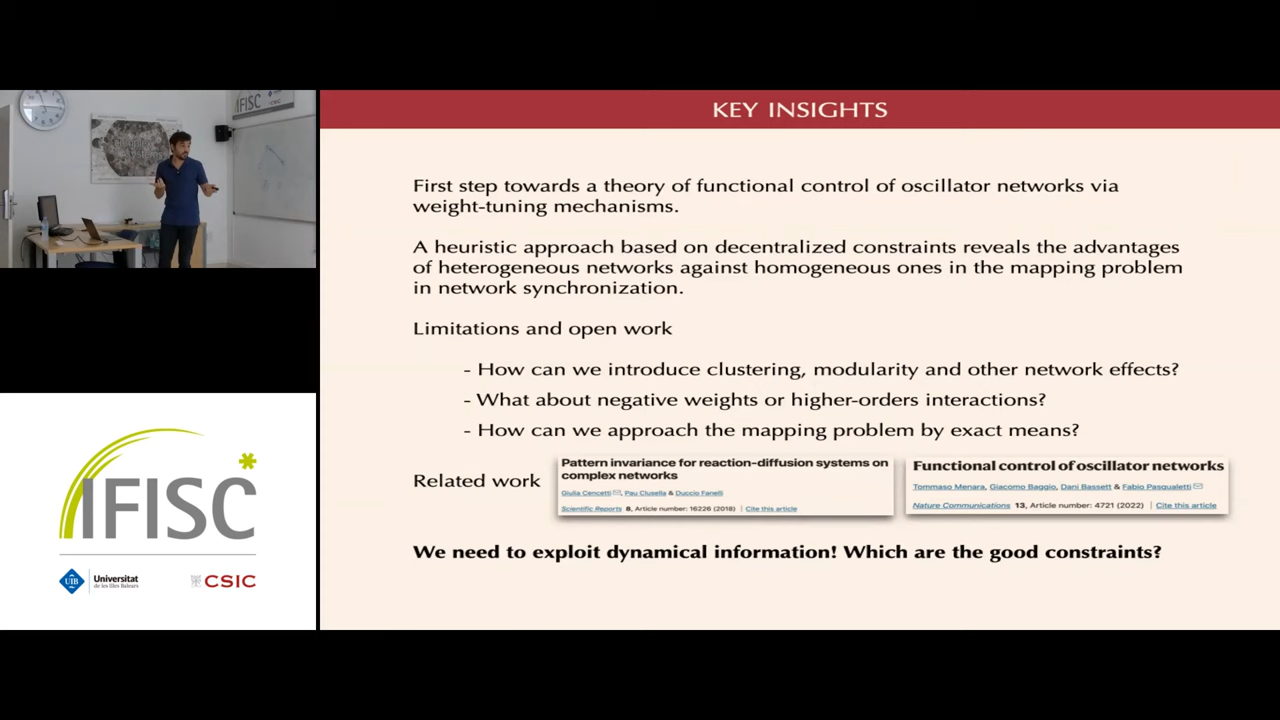 KEY INSIGHTS
First step towards a theory of functional control of oscillator networks via
weight-tuning mechanisms.
A heuristic approach based on decentralized constraints reveals the advantages
of heterogeneous networks against homogeneous ones in the mapping problem
in network synchronization.
Limitations and open work
- How can we introduce clustering, modularity and other network effects?
- What about negative weights or higher-orders interactions?
- How can we approach the mapping problem by exact means?
Related work
Pattern invariance for reaction-diffusion systems on
complex networks
Giulia Cencetti, Pau Clusella & Duccio Fanelli
Scientific Reports 8, Article number: 16226 (2018) | Cite this article
Functional control of oscillator networks
Tommaso Menara, Giacomo Baggio, Dani Bassett & Fabio Pasqualetti
Nature Communications 13, Article number: 4721 (2022) | Cite this article
We need to exploit dynamical information! Which are the good constraints?
IFISC
CSIC
IFISC
UIB
Universitat
de les Illes Balears
CSIC